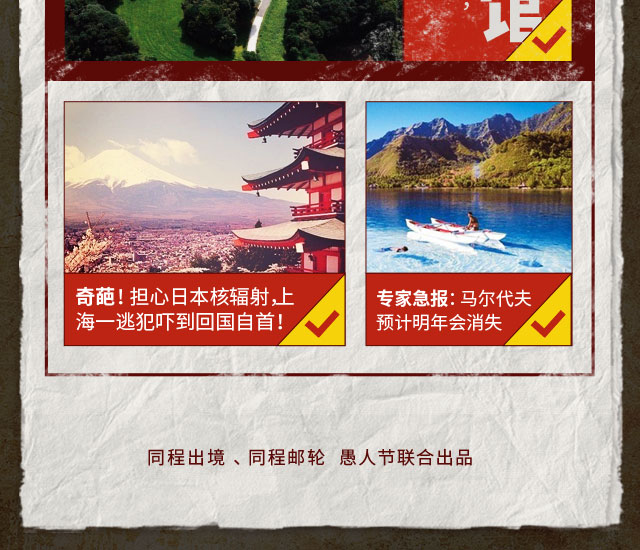 馆
奇葩！担心日本核辐射，上
海一逃犯吓到回国自首！
专家急报：马尔代夫
预计明年会消失
同程出境、同程邮轮 愚人节联合出品